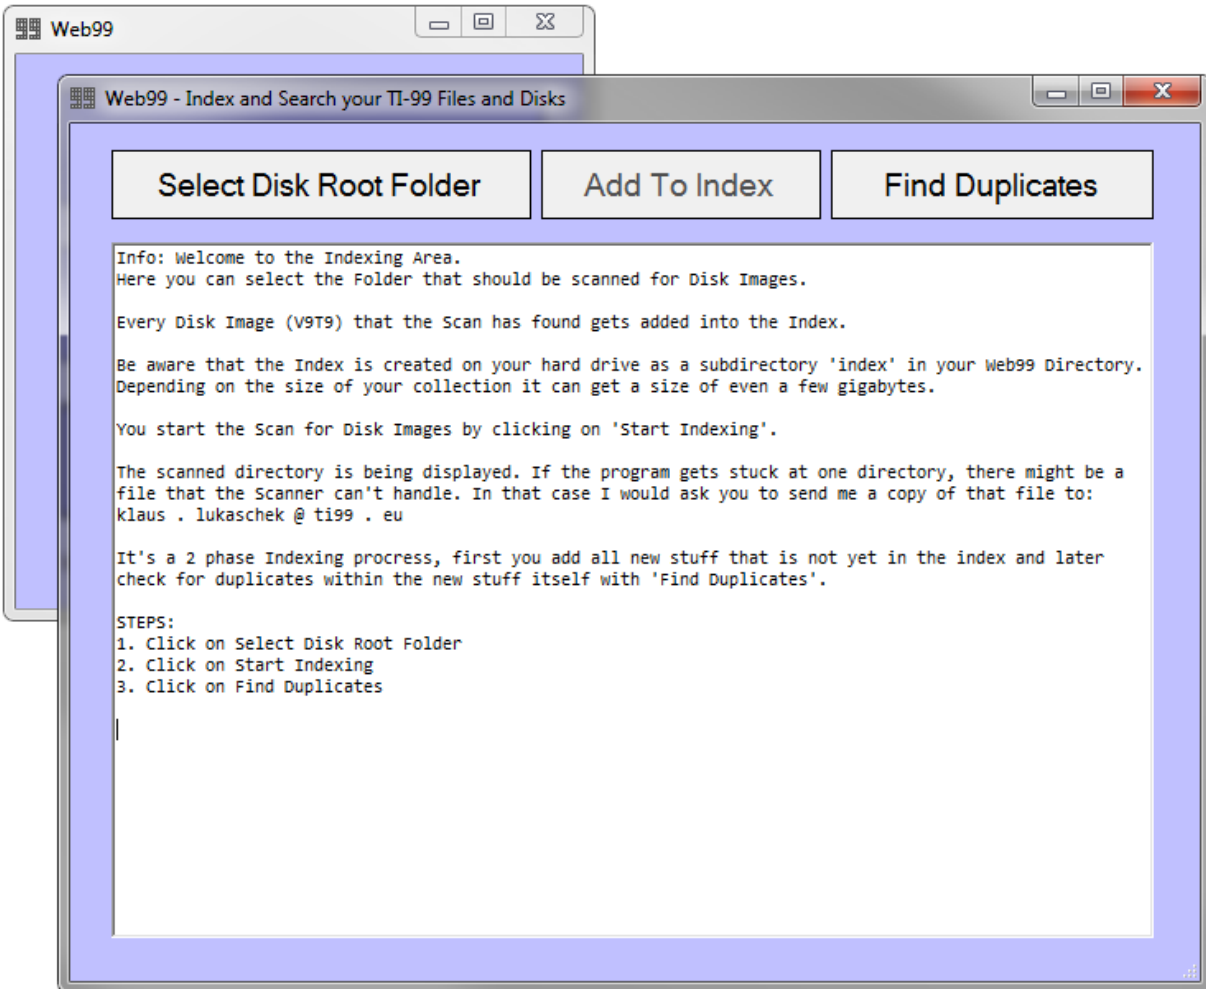 Web99
Web99 - Index and Search your TI-99 Files and Disks
Select Disk Root Folder
Add To Index
Find Duplicates
Info: Welcome to the Indexing Area.
Here you can select the Folder that should be scanned for Disk Images.
Every Disk Image (V9T9) that the Scan has found gets added into the Index.
Be aware that the Index is created on your hard drive as a subdirectory 'index' in your Web99 Directory.
Depending on the size of your collection it can get a size of even a few gigabytes.
You start the Scan for Disk Images by clicking on 'Start Indexing'.
The scanned directory is being displayed. If the program gets stuck at one directory, there might be a
file that the Scanner can't handle. In that case I would ask you to send me a copy of that file to:
klaus . lukaschek @ ti99 . eu
It's a 2 phase Indexing procress, first you add all new stuff that is not yet in the index and later
check for duplicates within the new stuff itself with 'Find Duplicates'.
STEPS:
1. Click on Select Disk Root Folder
2. Click on Start Indexing
3. Click on Find Duplicates